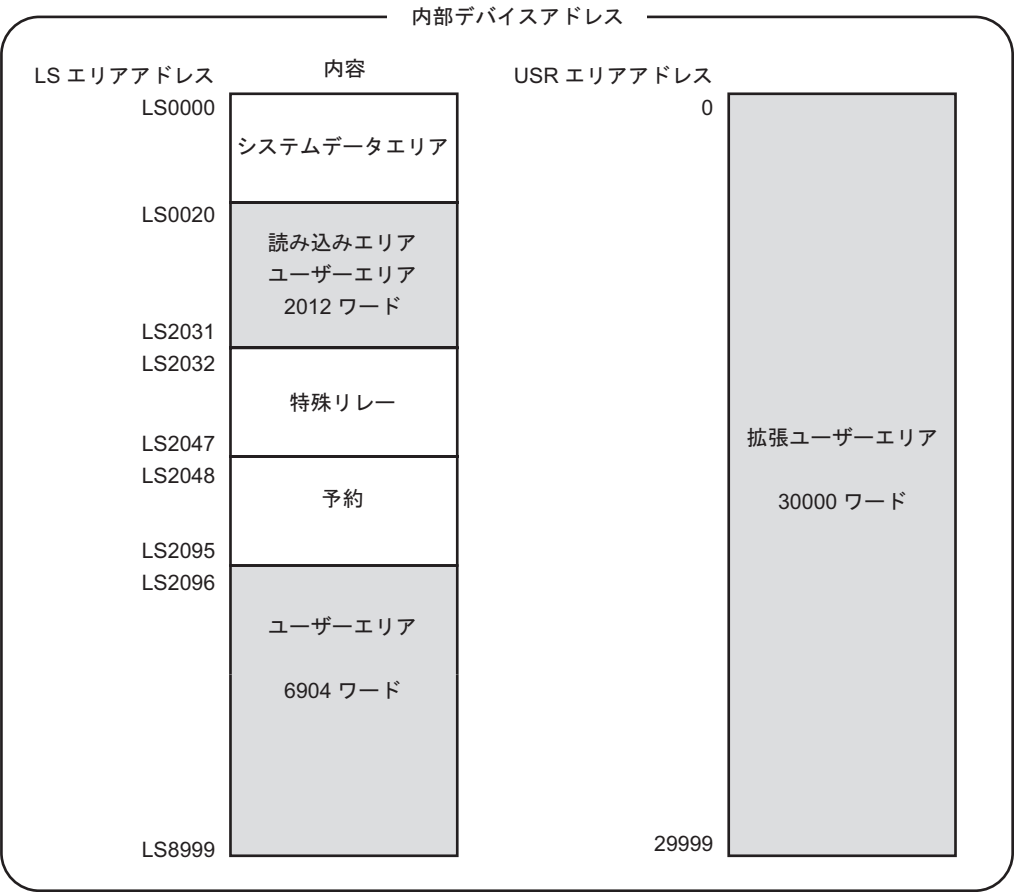 内部デバイスアドレス
LS エリアアドレス
内容
LS0000
システムデータエリア
LS0020
読み込みエリア
ユーザーエリア
2012 ワード
LS2031
LS2032
特殊リレー
LS2047
LS2048
予約
LS2095
LS2096
ユーザーエリア
6904 ワード
LS8999
USR エリアアドレス
0
拡張ユーザーエリア
30000 ワード
29999